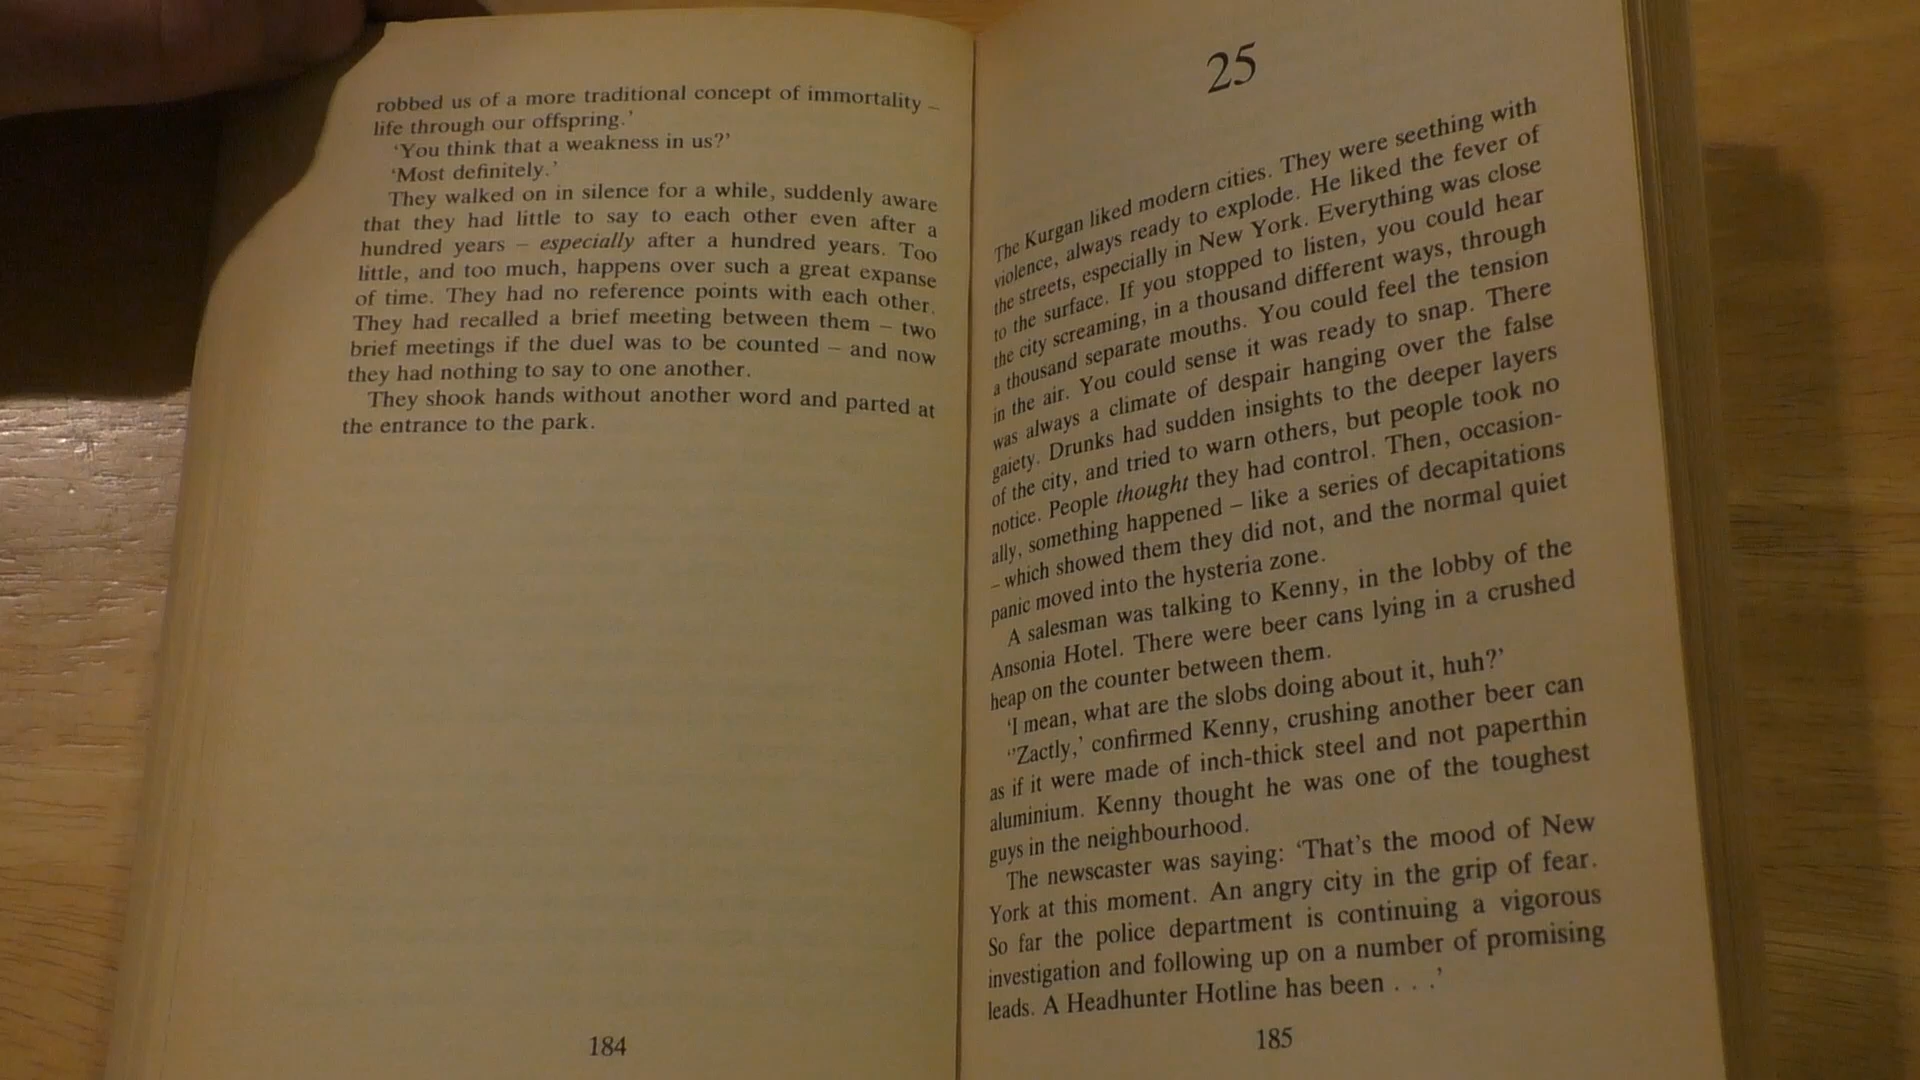 robbed us of a more traditional concept of immortality –
life through our offspring.'
'You think that a weakness in us?'
'Most definitely.'
They walked on in silence for a while, suddenly aware
that they had little to say to each other even after a
hundred years – especially after a hundred years. Too
little, and too much, happens over such a great expanse
of time. They had no reference points with each other.
They had recalled a brief meeting between them – two
brief meetings if the duel was to be counted – and now
they had nothing to say to one another.
They shook hands without another word and parted at
the entrance to the park.
184
25
The Kurgan liked modern cities. They were seething with
violence, always ready to explode. He liked the fever of
the streets, especially in New York. Everything was close
to the surface. If you stopped to listen, you could hear
the city screaming, in a thousand different ways, through
a thousand separate mouths. You could feel the tension
in the air. You could sense it was ready to snap. There
was always a climate of despair hanging over the false
gaiety. Drunks had sudden insights to the deeper layers
of the city, and tried to warn others, but people took no
notice. People thought they had control. Then, occasion-
ally, something happened – like a series of decapitations
– which showed them they did not, and the normal quiet
panic moved into the hysteria zone.
A salesman was talking to Kenny, in the lobby of the
Ansonia Hotel. There were beer cans lying in a crushed
heap on the counter between them.
'I mean, what are the slobs doing about it, huh?'
''Zactly,' confirmed Kenny, crushing another beer can
as if it were made of inch-thick steel and not paperthin
aluminium. Kenny thought he was one of the toughest
guys in the neighbourhood.
The newscaster was saying: 'That's the mood of New
York at this moment. An angry city in the grip of fear.
So far the police department is continuing a vigorous
investigation and following up on a number of promising
leads. A Headhunter Hotline has been . . .'
185